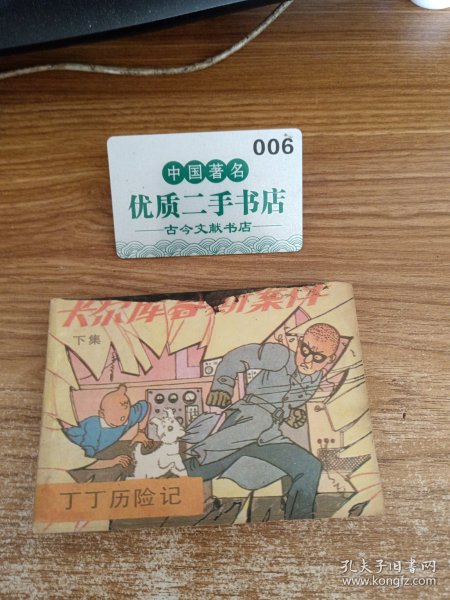 006
中国著名
优质二手书店
古今文献书店
卡尔库奇 案件
下集
丁丁历险记
孔夫子旧书网
www.kongfz.com